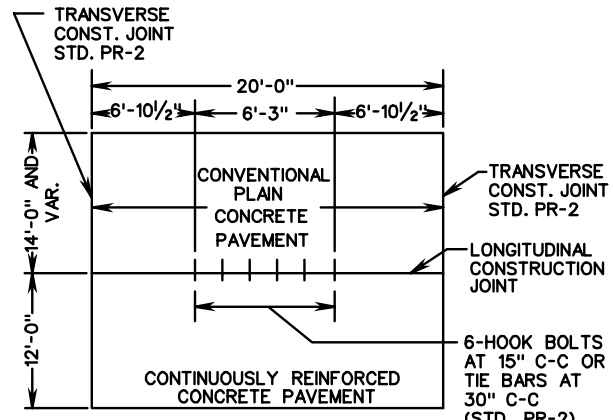 TRANSVERSE
CONST. JOINT
STD. PR-2
20'-0"
6'-10½"
6'-3"
6'-10½"
14'-0" AND
VAR.
CONVENTIONAL
PLAIN
CONCRETE
PAVEMENT
TRANSVERSE
CONST. JOINT
STD. PR-2
LONGITUDINAL
CONSTRUCTION
JOINT
12'-0"
6-HOOK BOLTS
AT 15" C-C OR
TIE BARS AT
30" C-C
(STD. PR-2)
CONTINUOUSLY REINFORCED
CONCRETE PAVEMENT